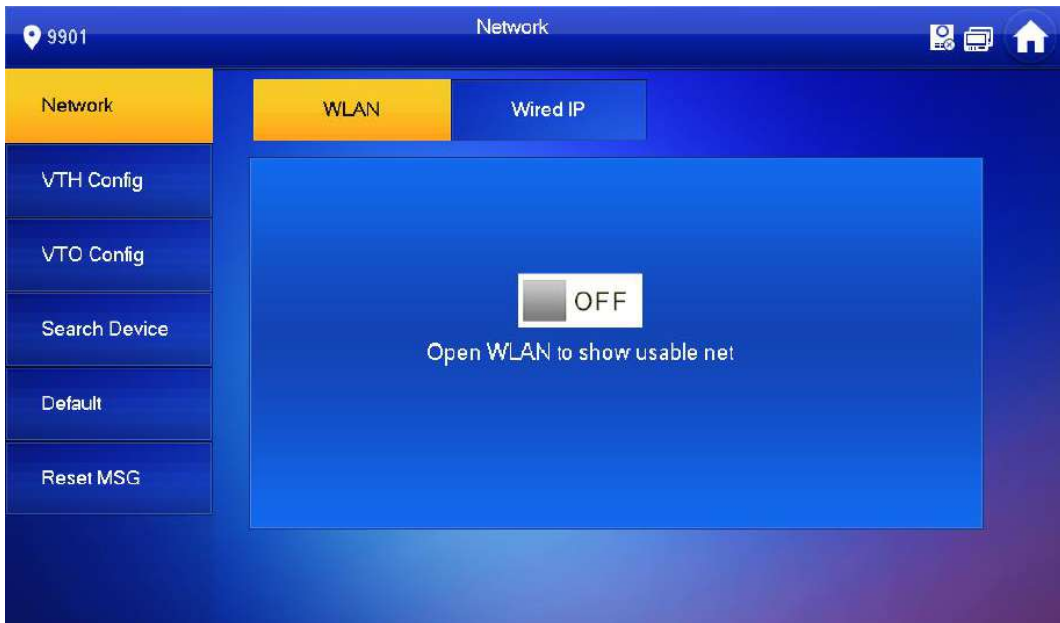 9901
Network
Network
WLAN
Wired IP
VTH Config
VTO Config
Search Device
Default
Reset MSG
OFF
Open WLAN to show usable net